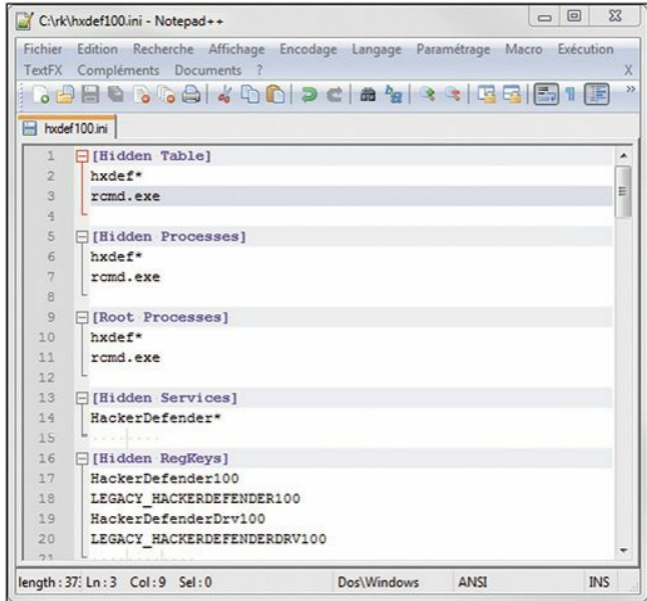 C:\rk\hxdef100.ini - Notepad++
Fichier Edition Recherche Affichage Encodage Langage Paramétrage Macro Exécution
TextFX Compléments Documents ? X
hxdef100.ini
1 [Hidden Table]
2 hxdef*
3 rcmd.exe
4
5 [Hidden Processes]
6 hxdef*
7 rcmd.exe
8
9 [Root Processes]
10 hxdef*
11 rcmd.exe
12
13 [Hidden Services]
14 HackerDefender*
15
16 [Hidden RegKeys]
17 HackerDefender100
18 LEGACY_HACKERDEFENDER100
19 HackerDefenderDrv100
20 LEGACY_HACKERDEFENDERDRV100
21
length : 37: Ln : 3 Col : 9 Sel : 0 Dos\Windows ANSI INS